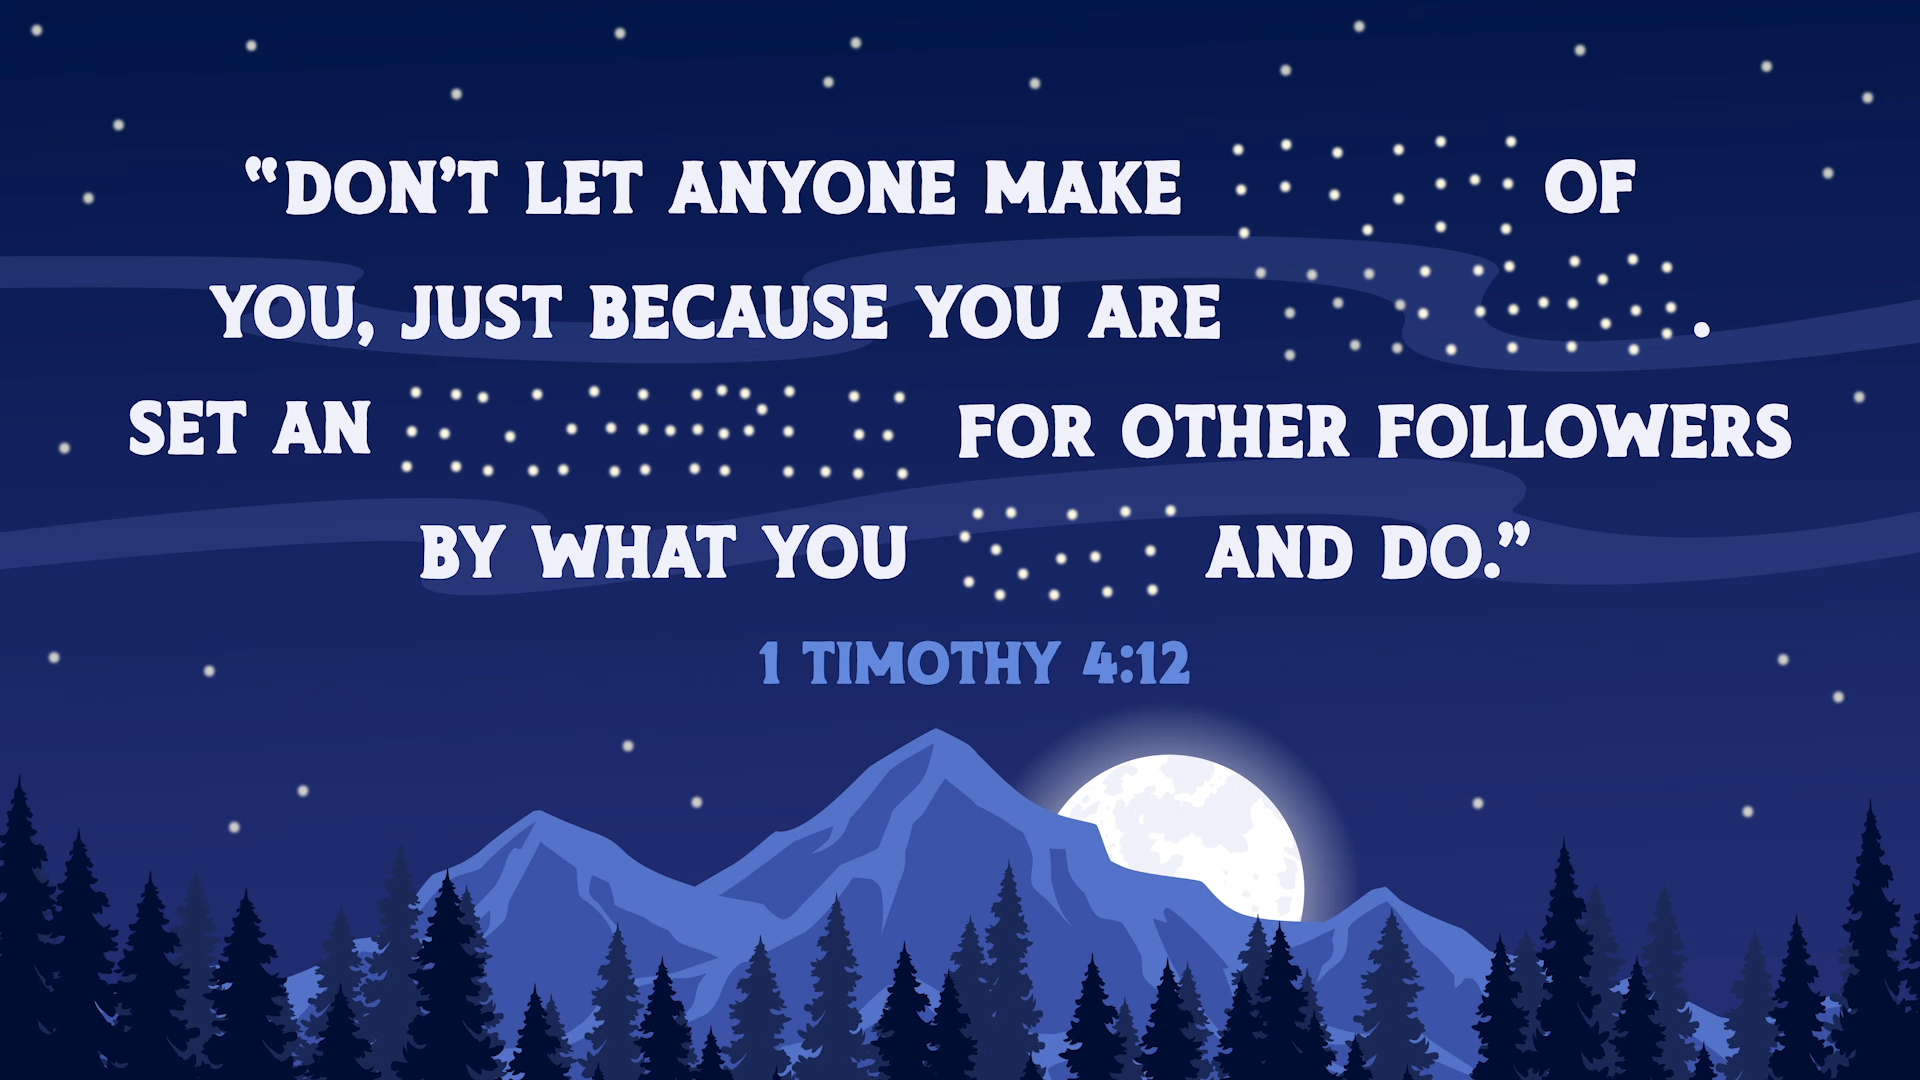 “DON’T LET ANYONE MAKE OF
YOU, JUST BECAUSE YOU ARE .
SET AN FOR OTHER FOLLOWERS
BY WHAT YOU AND DO.”
1 TIMOTHY 4:12